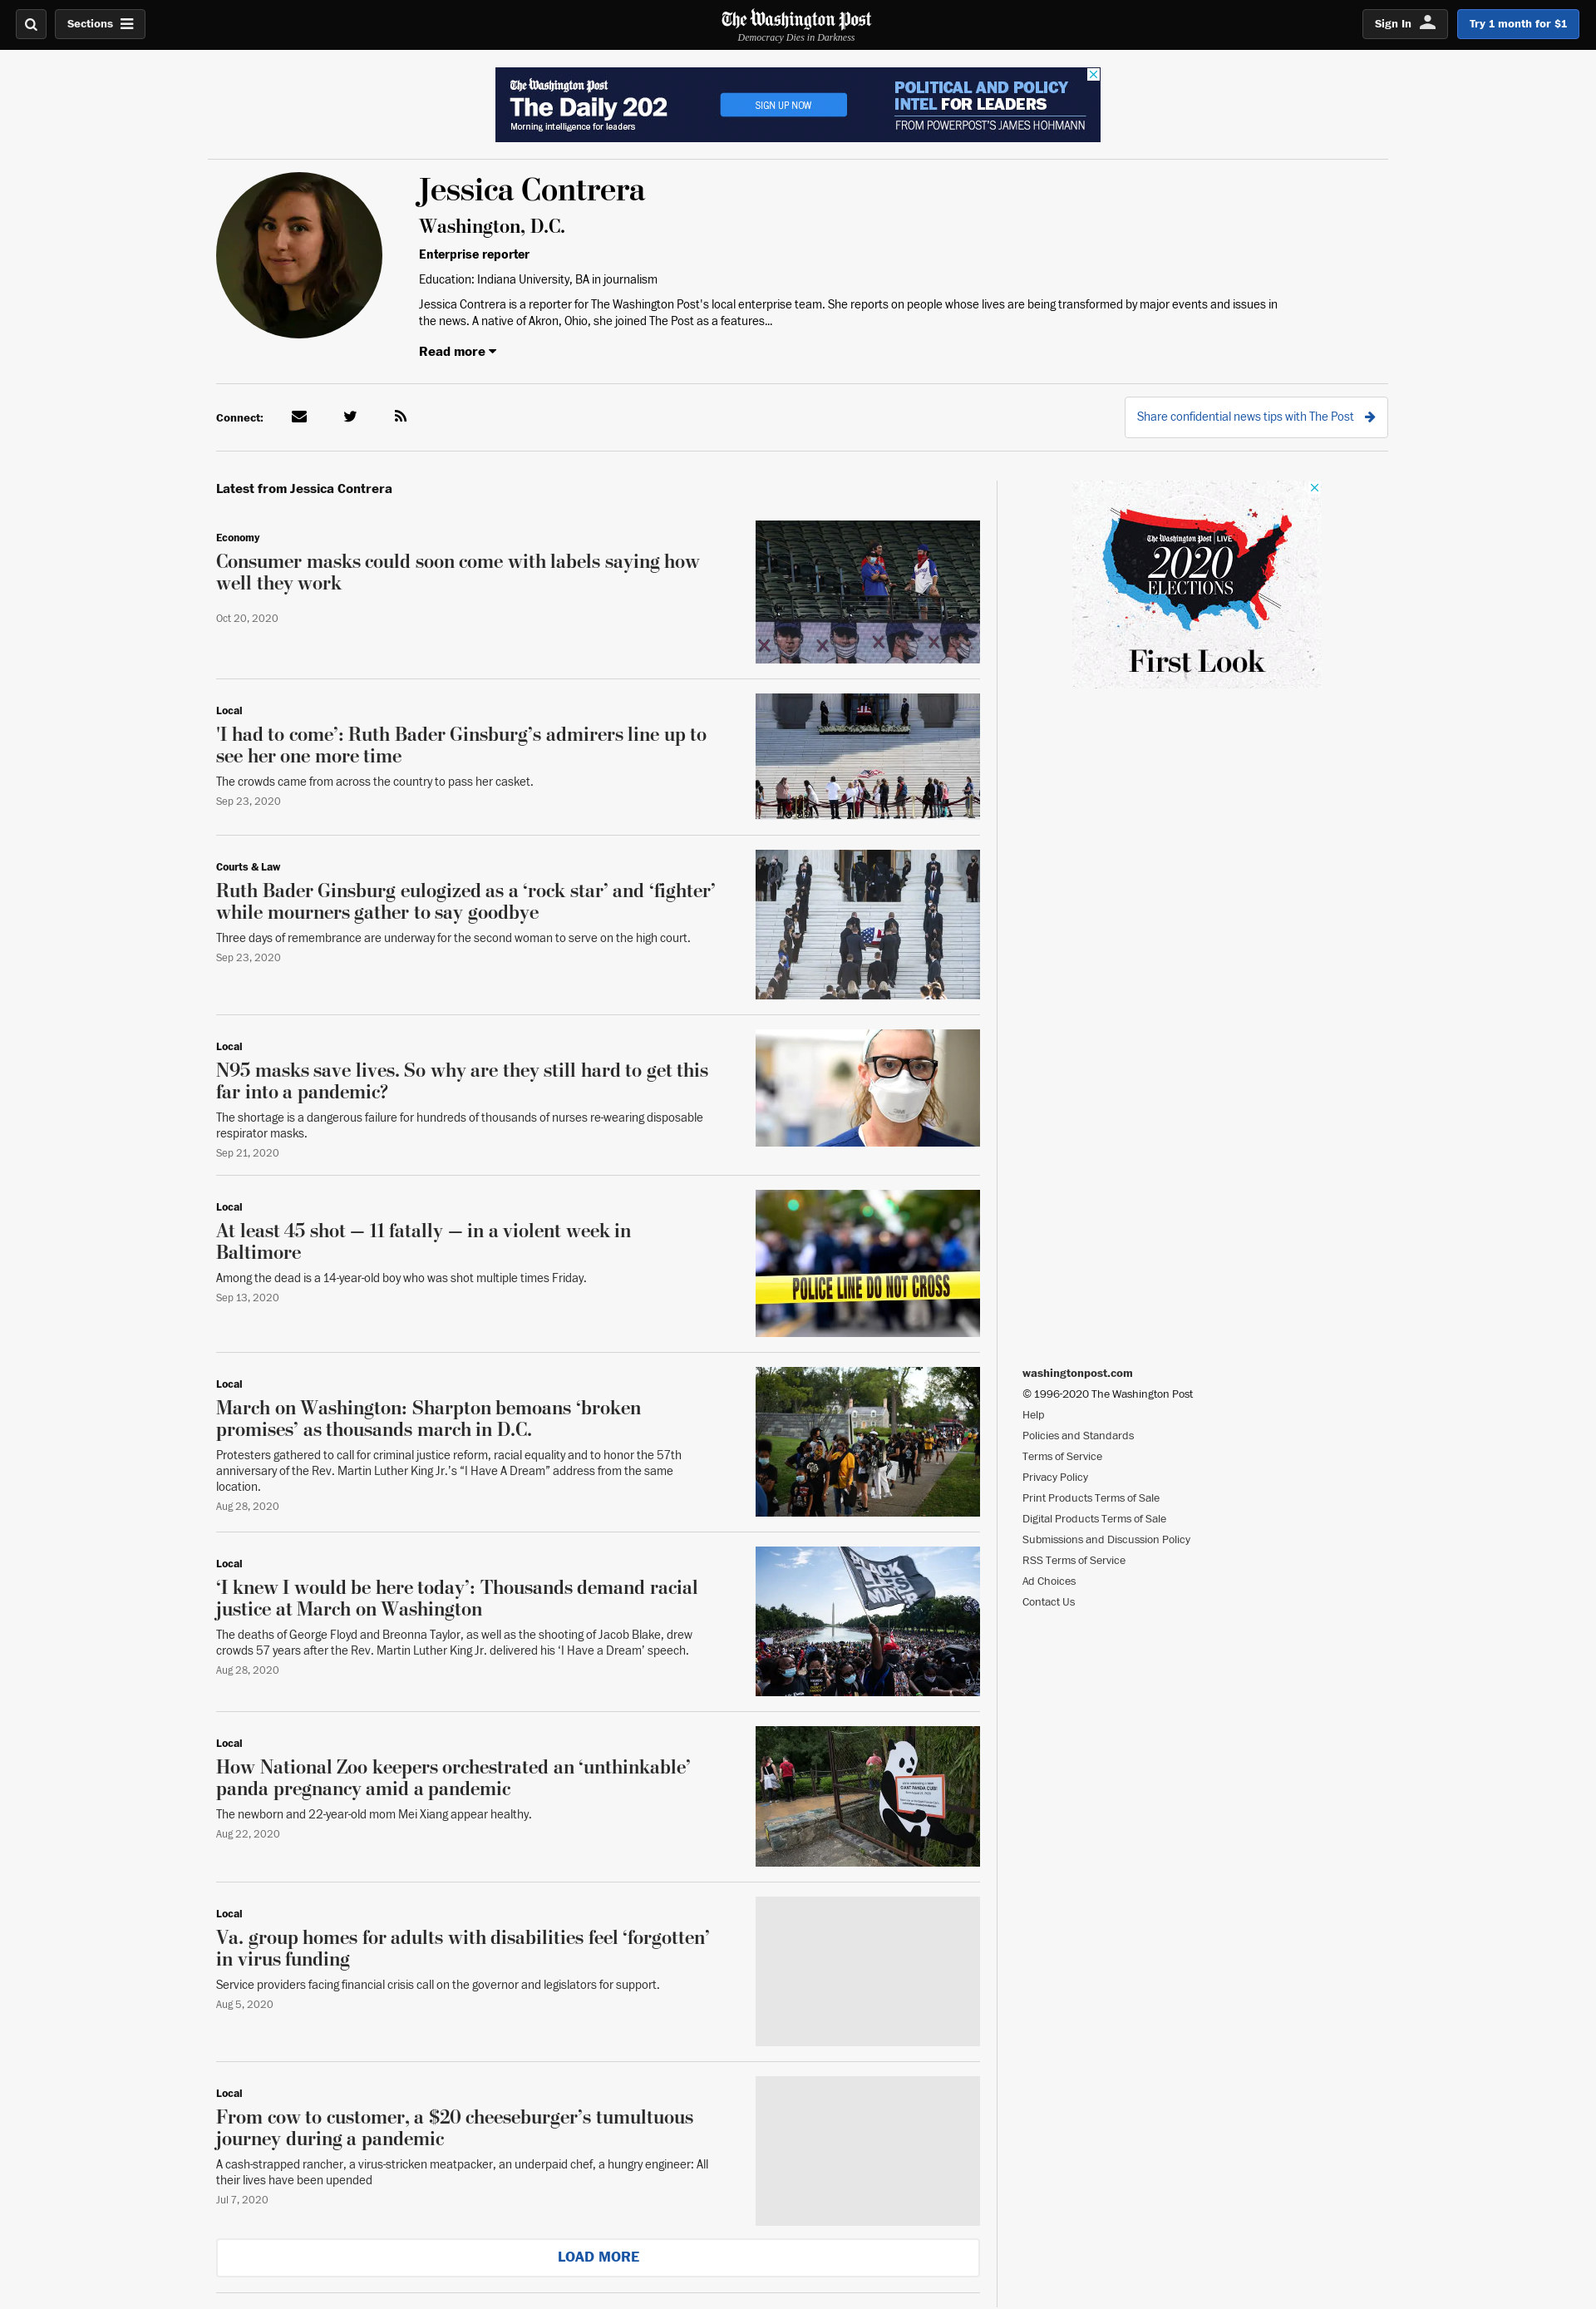 Sections
The Washington Post
Democracy Dies in Darkness
Sign In
Try 1 month for $1
The Washington Post
The Daily 202
Morning intelligence for leaders
SIGN UP NOW
POLITICAL AND POLICY
INTEL FOR LEADERS
FROM POWERPOST'S JAMES HOHMANN
Jessica Contrera
Washington, D.C.
Enterprise reporter
Education: Indiana University, BA in journalism
Jessica Contrera is a reporter for The Washington Post's local enterprise team. She reports on people whose lives are being transformed by major events and issues in
the news. A native of Akron, Ohio, she joined The Post as a features...
Read more
Connect:
Share confidential news tips with The Post
Latest from Jessica Contrera
Economy
Consumer masks could soon come with labels saying how
well they work
Oct 20, 2020
The Washington Post LIVE
2020
ELECTIONS
First Look
Local
'I had to come’: Ruth Bader Ginsburg’s admirers line up to
see her one more time
The crowds came from across the country to pass her casket.
Sep 23, 2020
Courts & Law
Ruth Bader Ginsburg eulogized as a ‘rock star’ and ‘fighter’
while mourners gather to say goodbye
Three days of remembrance are underway for the second woman to serve on the high court.
Sep 23, 2020
Local
N95 masks save lives. So why are they still hard to get this
far into a pandemic?
The shortage is a dangerous failure for hundreds of thousands of nurses re-wearing disposable
respirator masks.
Sep 21, 2020
Local
At least 45 shot — 11 fatally — in a violent week in
Baltimore
Among the dead is a 14-year-old boy who was shot multiple times Friday.
Sep 13, 2020
POLICE LINE DO NOT CROSS
Local
March on Washington: Sharpton bemoans ‘broken
promises’ as thousands march in D.C.
Protesters gathered to call for criminal justice reform, racial equality and to honor the 57th
anniversary of the Rev. Martin Luther King Jr.’s “I Have A Dream” address from the same
location.
Aug 28, 2020
washingtonpost.com
© 1996-2020 The Washington Post
Help
Policies and Standards
Terms of Service
Privacy Policy
Print Products Terms of Sale
Digital Products Terms of Sale
Submissions and Discussion Policy
RSS Terms of Service
Ad Choices
Contact Us
Local
‘I knew I would be here today’: Thousands demand racial
justice at March on Washington
The deaths of George Floyd and Breonna Taylor, as well as the shooting of Jacob Blake, drew
crowds 57 years after the Rev. Martin Luther King Jr. delivered his ‘I Have a Dream’ speech.
Aug 28, 2020
BLACK
LIVES
MATTER
Local
How National Zoo keepers orchestrated an ‘unthinkable’
panda pregnancy amid a pandemic
The newborn and 22-year-old mom Mei Xiang appear healthy.
Aug 22, 2020
GIANT PANDA CUB!
Local
Va. group homes for adults with disabilities feel ‘forgotten’
in virus funding
Service providers facing financial crisis call on the governor and legislators for support.
Aug 5, 2020
Local
From cow to customer, a $20 cheeseburger’s tumultuous
journey during a pandemic
A cash-strapped rancher, a virus-stricken meatpacker, an underpaid chef, a hungry engineer: All
their lives have been upended
Jul 7, 2020
LOAD MORE